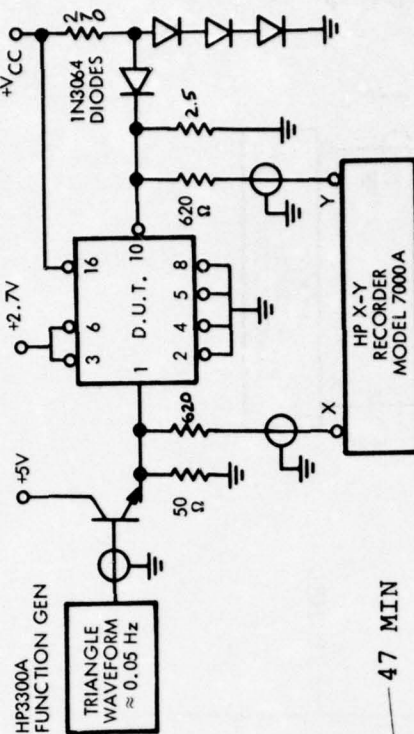 HP3300A
FUNCTION GEN
TRIANGLE
WAVEFORM
≈ 0.05 Hz
+5V
50
Ω
620
X
+2.7V
3
6
16
1
D.U.T.
10
2
4
5
8
+VCC
270
1N3064
DIODES
2.5
620
Ω
Y
HP X-Y
RECORDER
MODEL 7000A
47 MIN